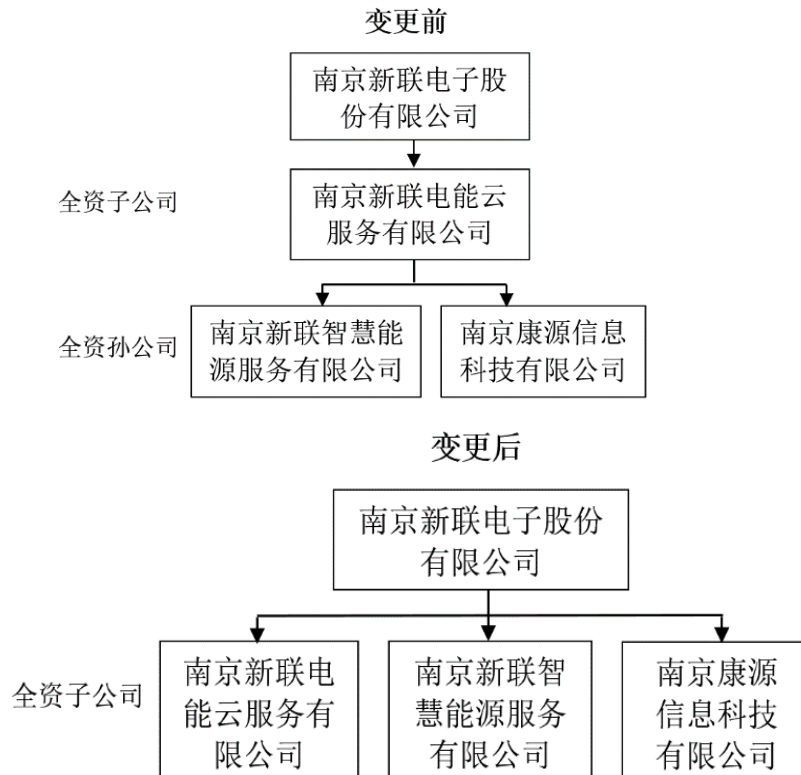 变更前
南京新联电子股
份有限公司
全资子公司
南京新联电能云
服务有限公司
全资孙公司
南京新联智慧能
源服务有限公司
南京康源信息
科技有限公司
变更后
南京新联电子股份
有限公司
全资子公司
南京新联电
能云服务有
限公司
南京新联智
慧能源服务
有限公司
南京康源
信息科技
有限公司